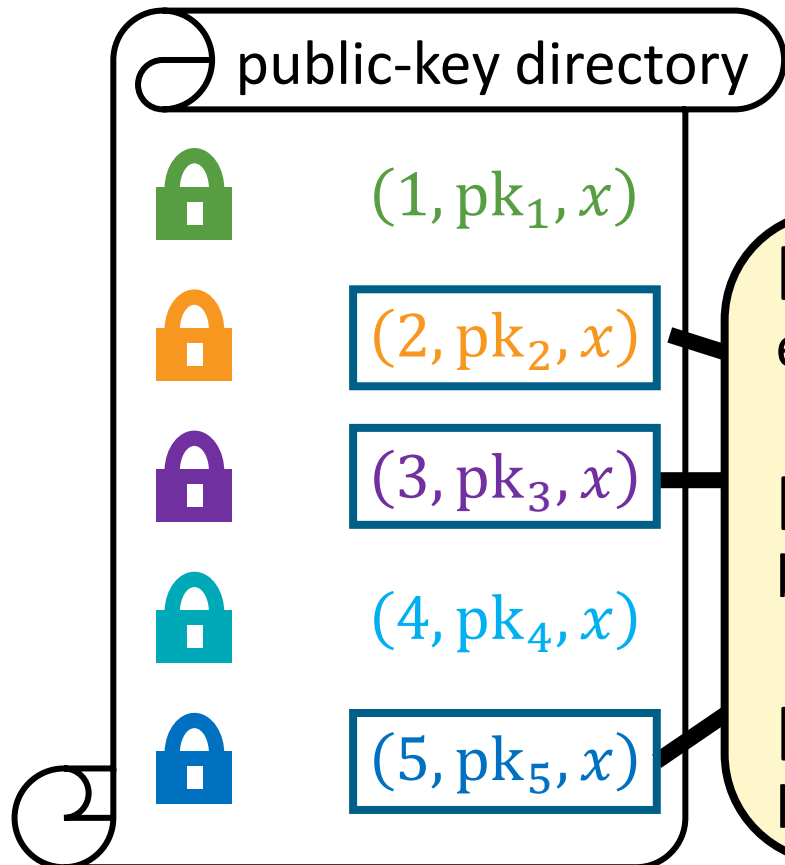 public-key directory
(1, pk₁, x)
(2, pk₂, x)
(3, pk₃, x)
(4, pk₄, x)
(5, pk₅, x)